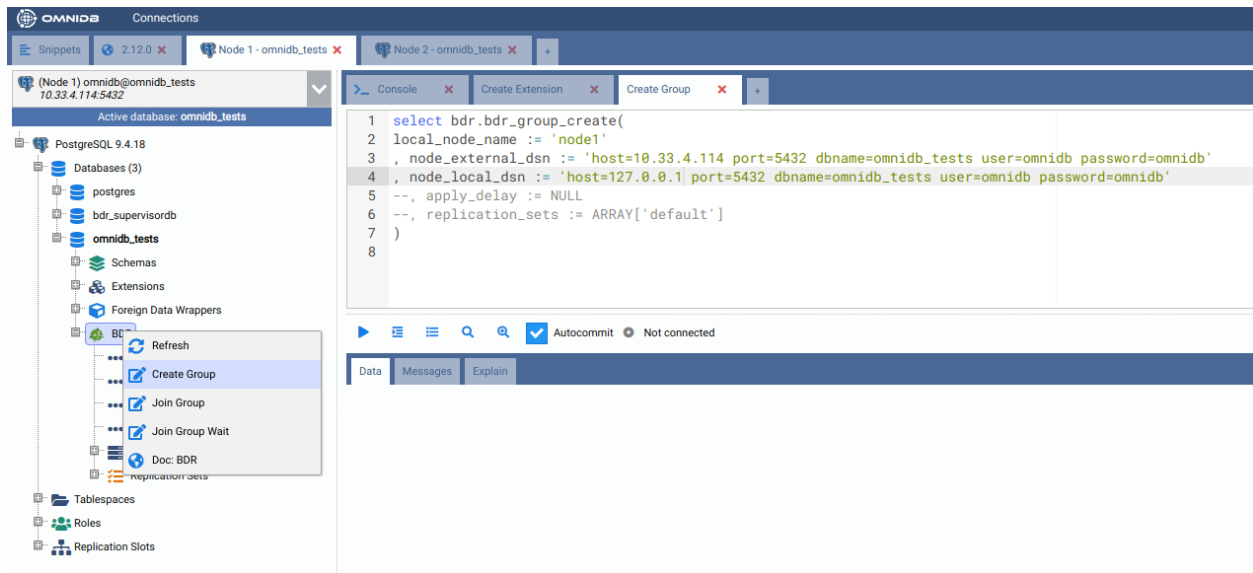 OMNIDB Connections
Snippets 2.12.0 Node 1 - omnidb_tests Node 2 - omnidb_tests +
(Node 1) omnidb@omnidb_tests
10.33.4.114:5432
Active database: omnidb_tests
PostgreSQL 9.4.18
Databases (3)
postgres
bdr_supervisordb
omnidb_tests
Schemas
Extensions
Foreign Data Wrappers
Refresh
Create Group
Join Group
Join Group Wait
Doc: BDR
Replication Sets
Tablespaces
Roles
Replication Slots
Console Create Extension Create Group +
1 select bdr.bdr_group_create(
2 local_node_name := 'node1'
3 , node_external_dsn := 'host=10.33.4.114 port=5432 dbname=omnidb_tests user=omnidb password=omnidb'
4 , node_local_dsn := 'host=127.0.0.1 port=5432 dbname=omnidb_tests user=omnidb password=omnidb'
5 --, apply_delay := NULL
6 --, replication_sets := ARRAY['default']
7 )
8
Autocommit Not connected
Data Messages Explain